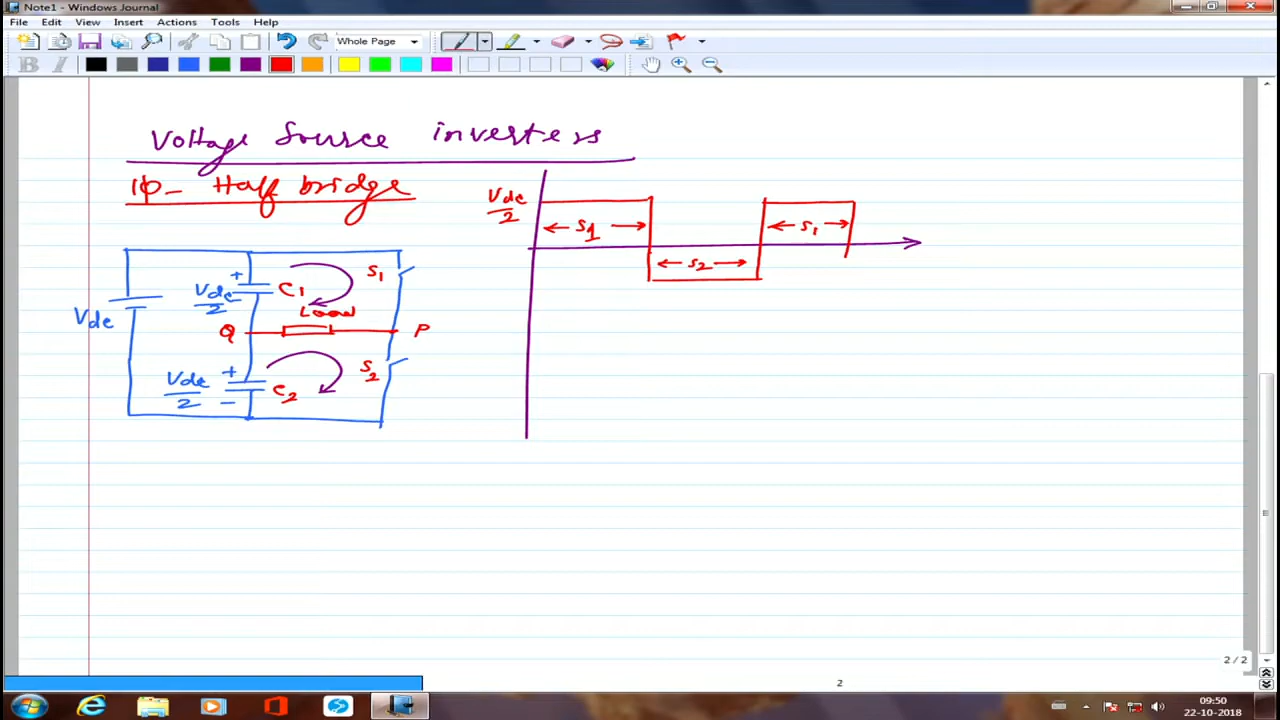 Note1 - Windows Journal
File Edit View Insert Actions Tools Help
Whole Page
B I
Voltage Source inverters
1φ- Half bridge
Vdc/2
S1
S1
S2
S1
+
Vdc/2
C1
Load
Vdc
Q
P
S2
+
Vdc/2
C2
-
2 / 2
2
09:50
22-10-2018